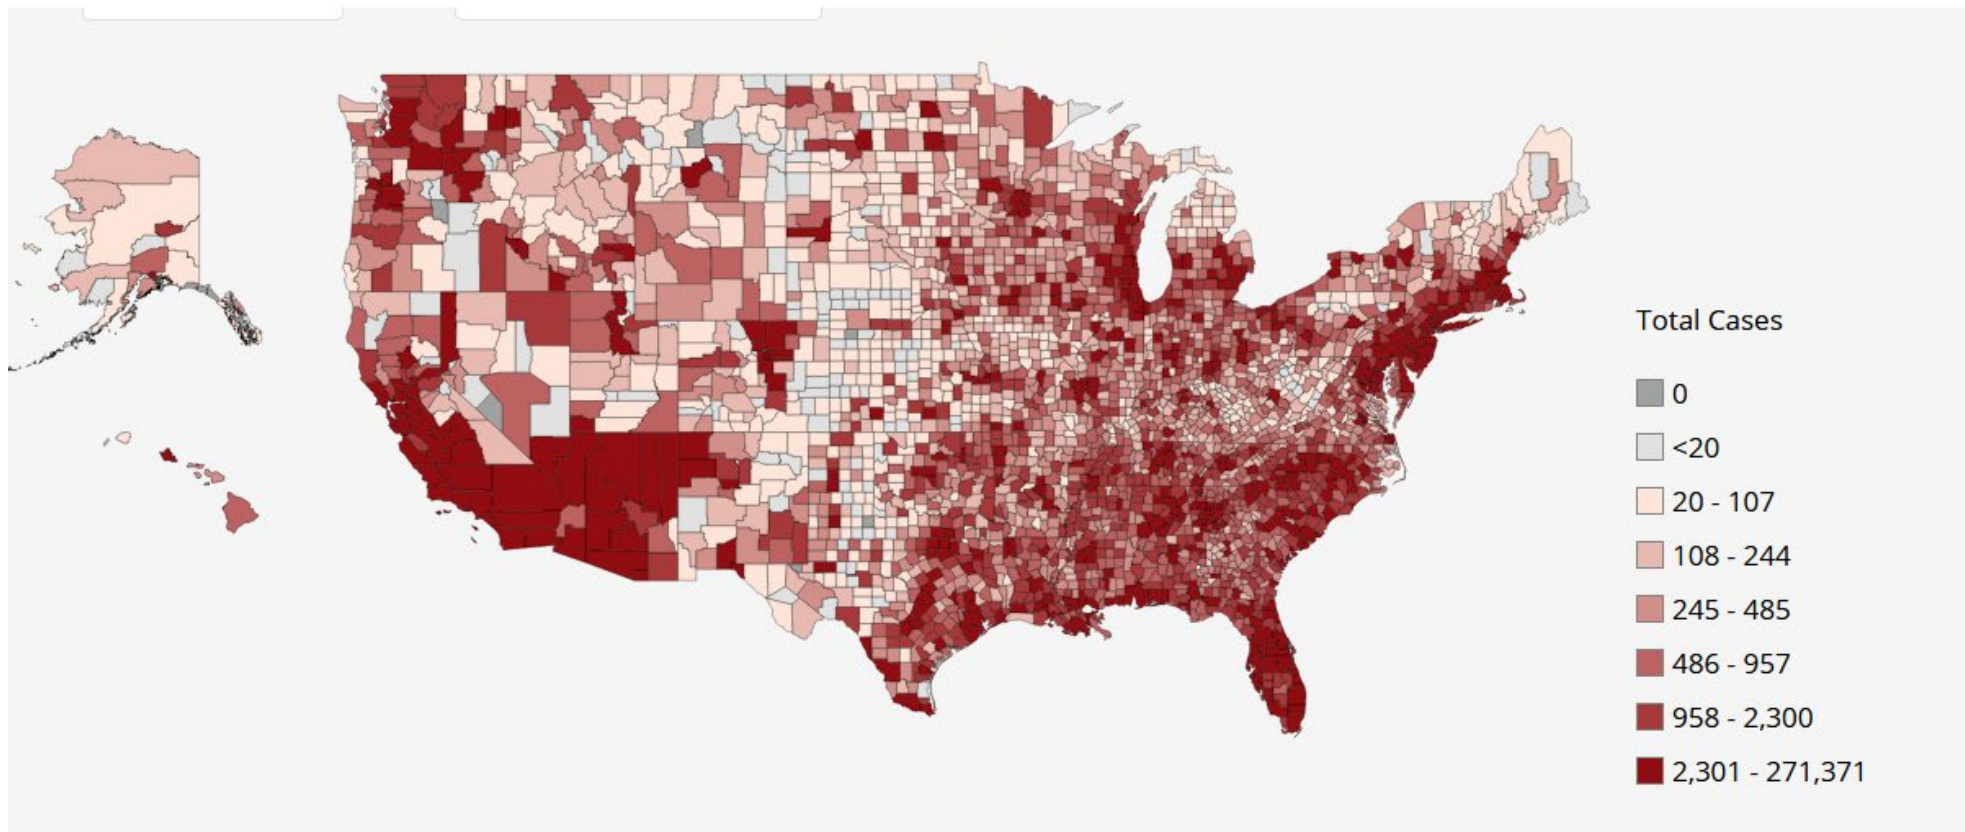 Total Cases
0
<20
20 - 107
108 - 244
245 - 485
486 - 957
958 - 2,300
2,301 - 271,371